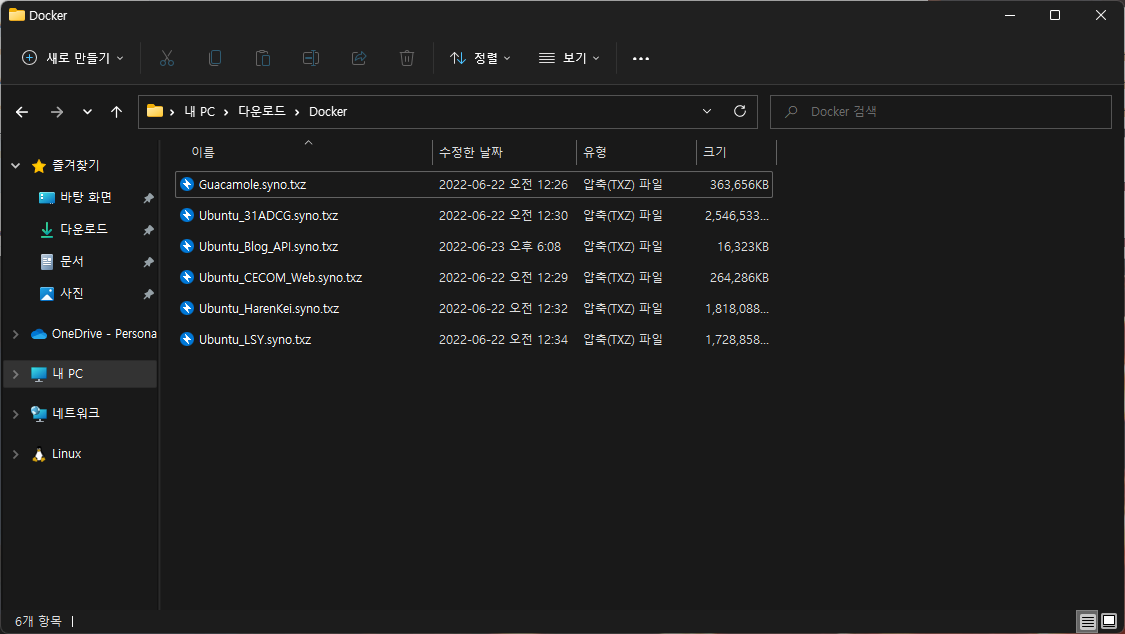 Docker
새로 만들기 정렬 보기
내 PC 다운로드 Docker Docker 검색
이름 수정한 날짜 유형 크기
즐겨찾기
바탕 화면
다운로드
문서
사진
OneDrive - Persona
내 PC
네트워크
Linux
Guacamole.syno.txz 2022-06-22 오전 12:26 압축(TXZ) 파일 363,656KB
Ubuntu_31ADCG.syno.txz 2022-06-22 오전 12:30 압축(TXZ) 파일 2,546,533...
Ubuntu_Blog_API.syno.txz 2022-06-23 오후 6:08 압축(TXZ) 파일 16,323KB
Ubuntu_CECOM_Web.syno.txz 2022-06-22 오전 12:29 압축(TXZ) 파일 264,286KB
Ubuntu_HarenKei.syno.txz 2022-06-22 오전 12:32 압축(TXZ) 파일 1,818,088...
Ubuntu_LSY.syno.txz 2022-06-22 오전 12:34 압축(TXZ) 파일 1,728,858...
6개 항목